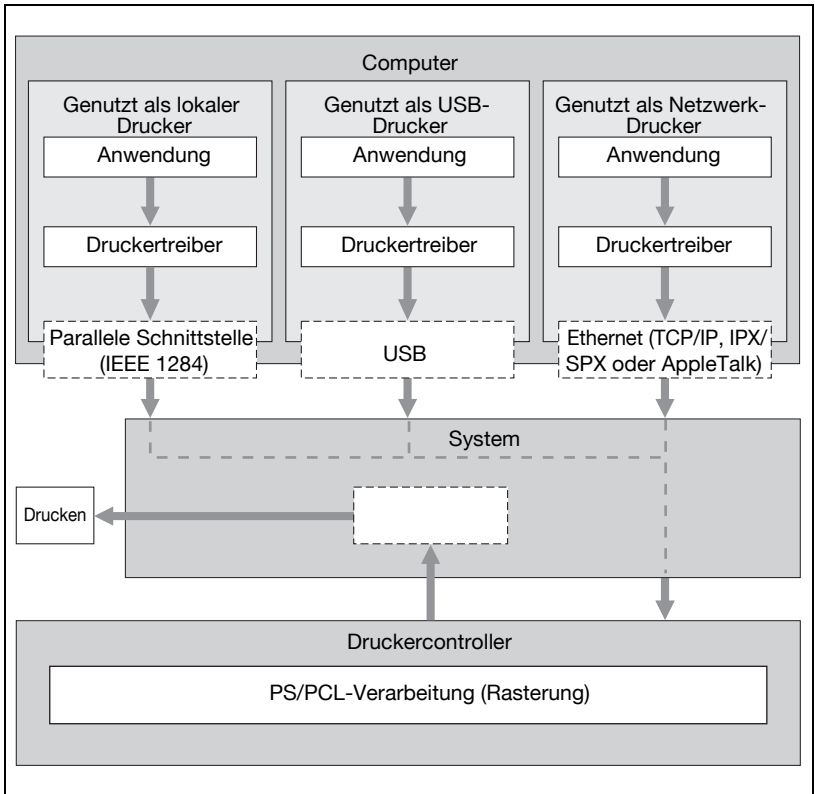 Computer
Genutzt als lokaler
Drucker
Anwendung
Druckertreiber
Parallele Schnittstelle
(IEEE 1284)
Genutzt als USB-
Drucker
Anwendung
Druckertreiber
USB
Genutzt als Netzwerk-
Drucker
Anwendung
Druckertreiber
Ethernet (TCP/IP, IPX/
SPX oder AppleTalk)
System
Drucken
Druckercontroller
PS/PCL-Verarbeitung (Rasterung)